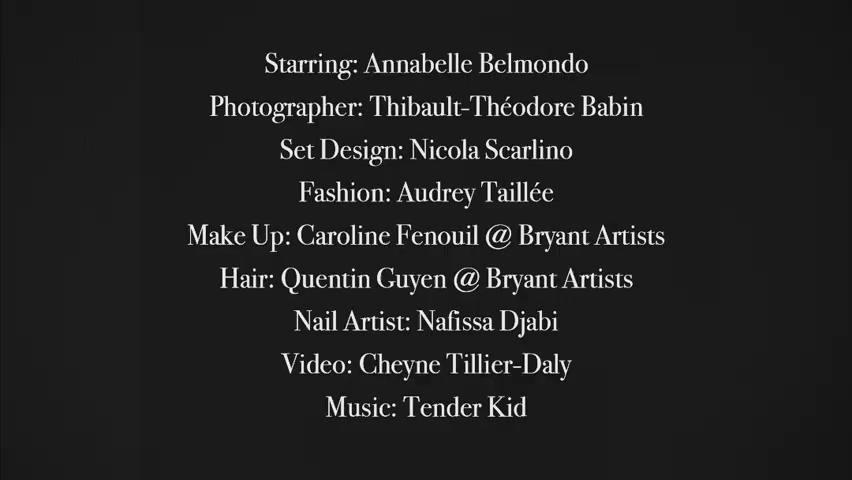 Starring: Annabelle Belmondo
Photographer: Thibault-Théodore Babin
Set Design: Nicola Scarlino
Fashion: Audrey Taillée
Make Up: Caroline Fenouil @ Bryant Artists
Hair: Quentin Guyen @ Bryant Artists
Nail Artist: Nafissa Djabi
Video: Cheyne Tillier-Daly
Music: Tender Kid